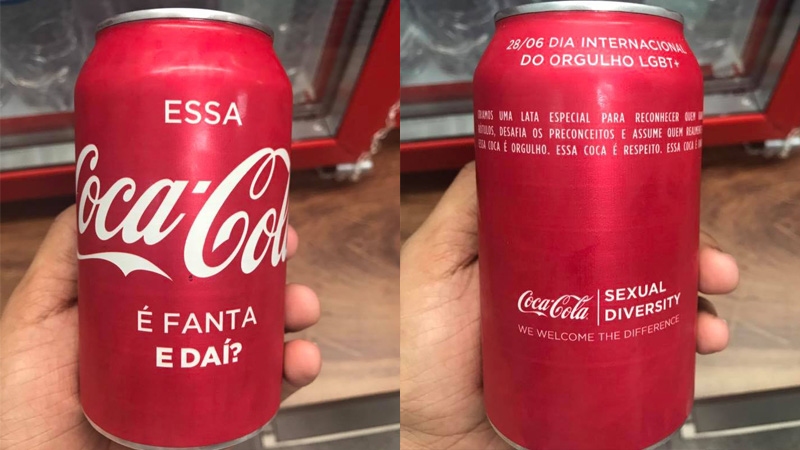 ESSA
Coca-Cola
É FANTA
E DAÍ?
28/06 DIA INTERNACIONAL
DO ORGULHO LGBT+
UMA LATA ESPECIAL PARA RECONHECER QUEM
DESAFIA OS PRECONCEITOS E ASSUME QUEM
ESSA COCA É ORGULHO. ESSA COCA É RESPEITO. ESSA COCA É
Coca-Cola
SEXUAL
DIVERSITY
WE WELCOME THE DIFFERENCE